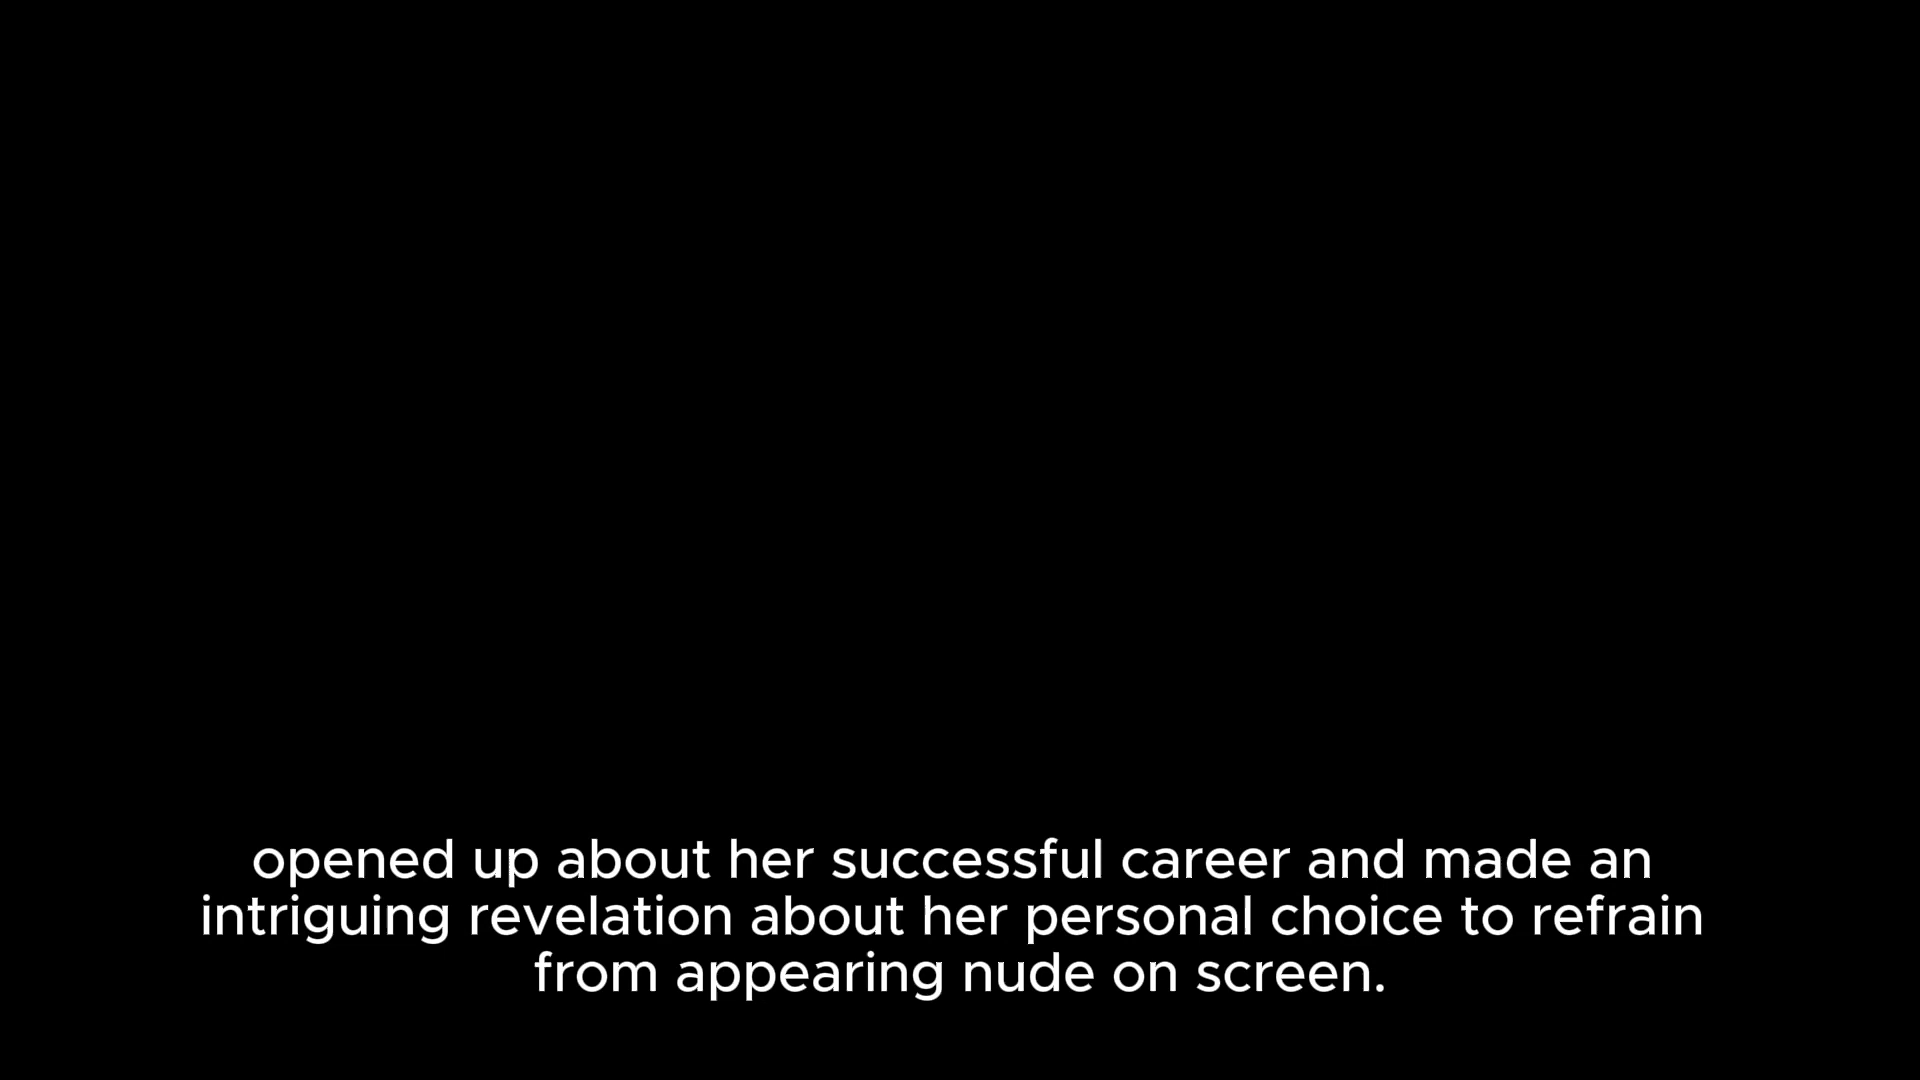 opened up about her successful career and made an
intriguing revelation about her personal choice to refrain
from appearing nude on screen.